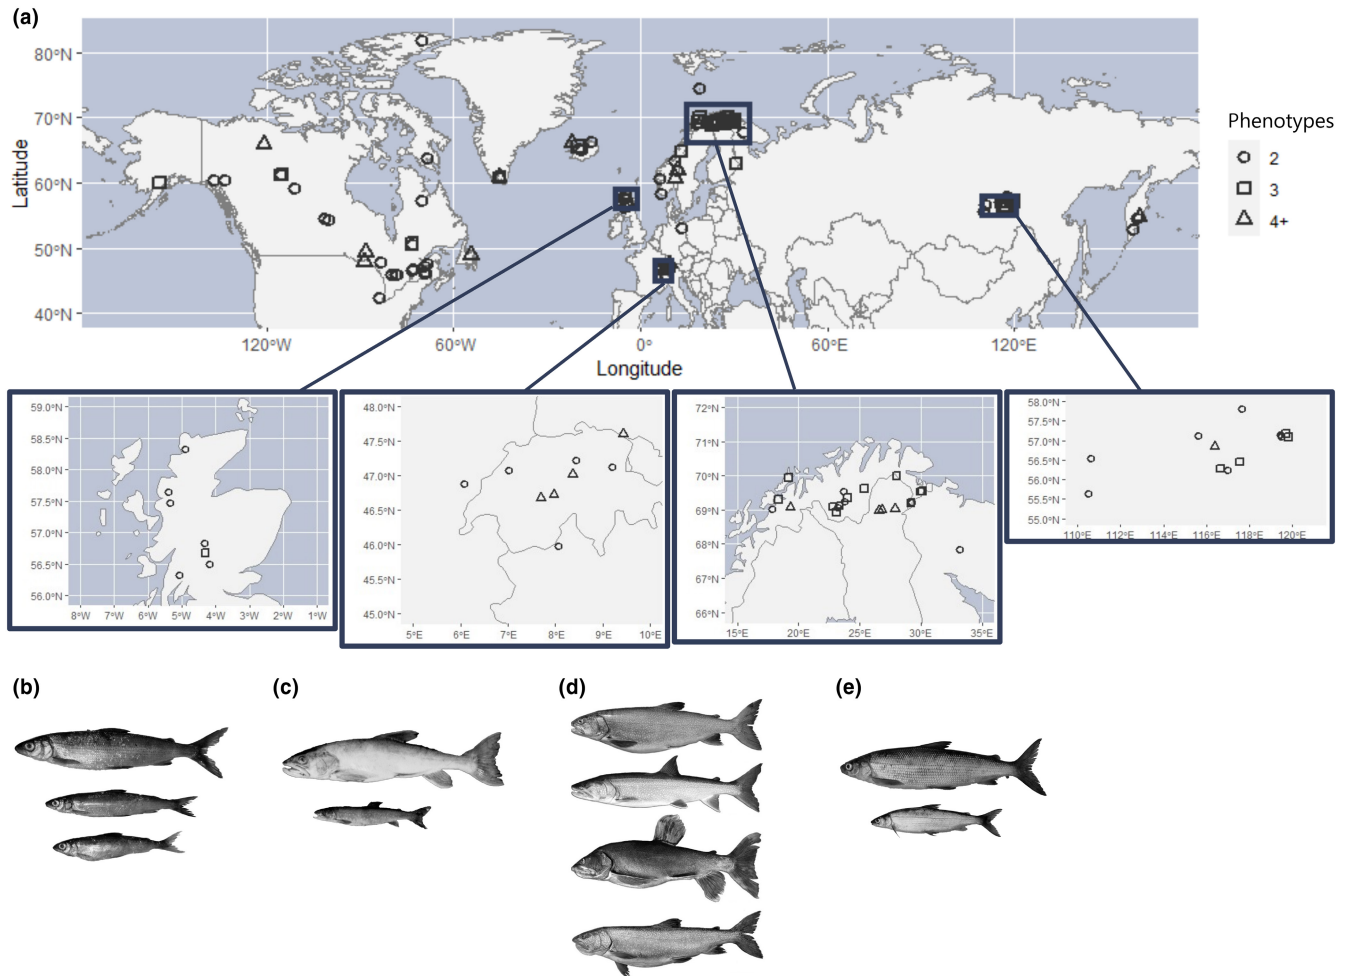 (a)
80°N
70°N
60°N
50°N
40°N
Latitude
120°W 60°W 0° 60°E 120°E
Longitude
Phenotypes
2
3
4+
59.0°N
58.5°N
58.0°N
57.5°N
57.0°N
56.5°N
56.0°N
8°W 7°W 6°W 5°W 4°W 3°W 2°W 1°W
48.0°N
47.5°N
47.0°N
46.5°N
46.0°N
45.5°N
45.0°N
5°E 6°E 7°E 8°E 9°E 10°E
72°N
71°N
70°N
69°N
68°N
67°N
66°N
15°E 20°E 25°E 30°E 35°E
58.0°N
57.0°N
56.5°N
56.0°N
55.5°N
55.0°N
110°E 112°E 114°E 116°E 118°E 120°E
(b) (c) (d) (e)